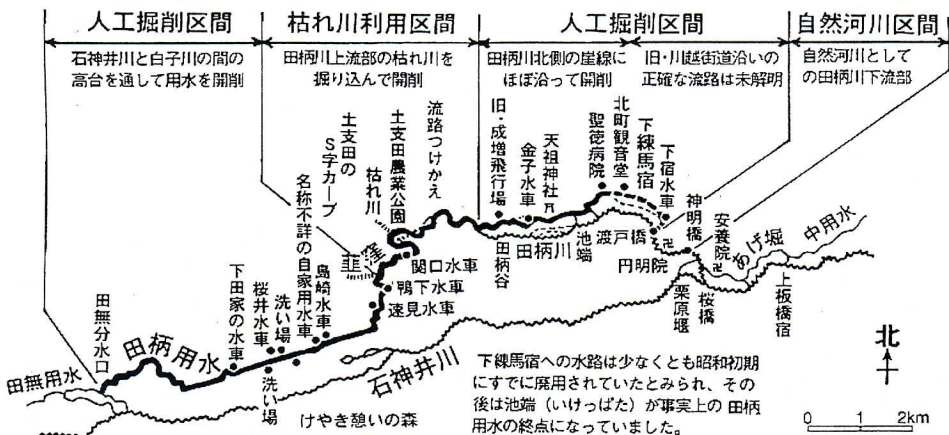 人工掘削区間
枯れ川利用区間
人工掘削区間
自然河川区間
石神井川と白子川の間の
高台を通して用水を開削
田柄川上流部の枯れ川を
掘り込んで開削
田柄川北側の崖線に
ほぼ沿って開削
旧・川越街道沿いの
正確な流路は未解明
自然河川として
の田柄川下流部
田無用水
田無分水口
田柄用水
下田家の水車
桜井水車
洗い場
洗い場
名称不詳の自家用水車
島崎水車
けやき憩いの森
速見水車
鴨下水車
関口水車
韮窪
土支田の
S字カーブ
枯れ川
土支田農業公園
流路つけかえ
旧・成増飛行場
田柄谷
金子水車
天祖神社
田柄川
池端
聖徳病院
北町観音堂
下練馬宿
下宿水車
渡戸橋
円明院
神明橋
安養院
栗原堰
桜橋
あげ堀
上板橋宿
中用水
石神井川
下練馬宿への水路は少なくとも昭和初期
にすでに廃用されていたとみられ、その
後は池端（いけっぱた）が事実上の田柄
用水の終点になっていました。
北
0 1 2km